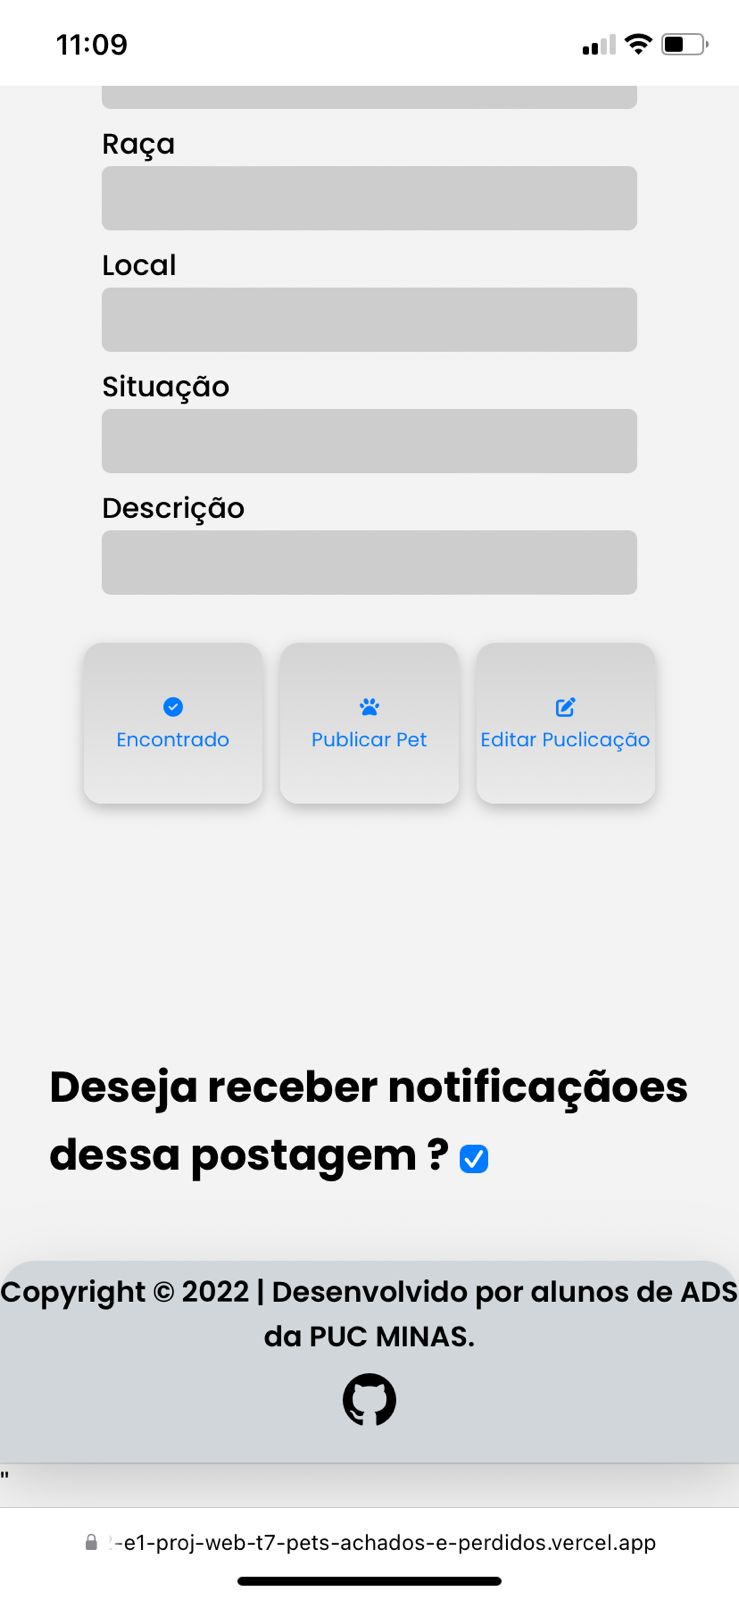 11:09
Raça
Local
Situação
Descrição
Encontrado
Publicar Pet
Editar Puclicação
Deseja receber notificaçãoes
dessa postagem ?
Copyright © 2022 | Desenvolvido por alunos de ADS
da PUC MINAS.
"
-e1-proj-web-t7-pets-achados-e-perdidos.vercel.app